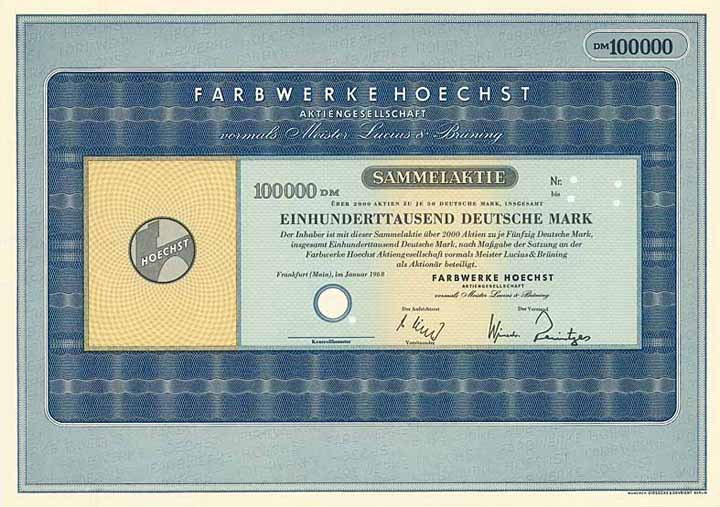 DM 100000
FARBWERKE HOECHST
AKTIENGESELLSCHAFT
vormals Meister Lucius & Brüning
SAMMELAKTIE
Nr.
bis
100000 DM
ÜBER 2000 AKTIEN ZU JE 50 DEUTSCHE MARK, INSGESAMT
EINHUNDERTTAUSEND DEUTSCHE MARK
Der Inhaber ist mit dieser Sammelaktie über 2000 Aktien zu je Fünfzig Deutsche Mark,
insgesamt Einhunderttausend Deutsche Mark, nach Maßgabe der Satzung an der
Farbwerke Hoechst Aktiengesellschaft vormals Meister Lucius & Brüning
als Aktionär beteiligt.
HOECHST
Frankfurt (Main), im Januar 1968
FARBWERKE HOECHST
AKTIENGESELLSCHAFT
vormals Meister Lucius & Brüning
Der Aufsichtsrat
Der Vorstand
Kontrollbeamter
Vorsitzender
MÜNCHEN GIESECKE & DEVRIENT BERLIN